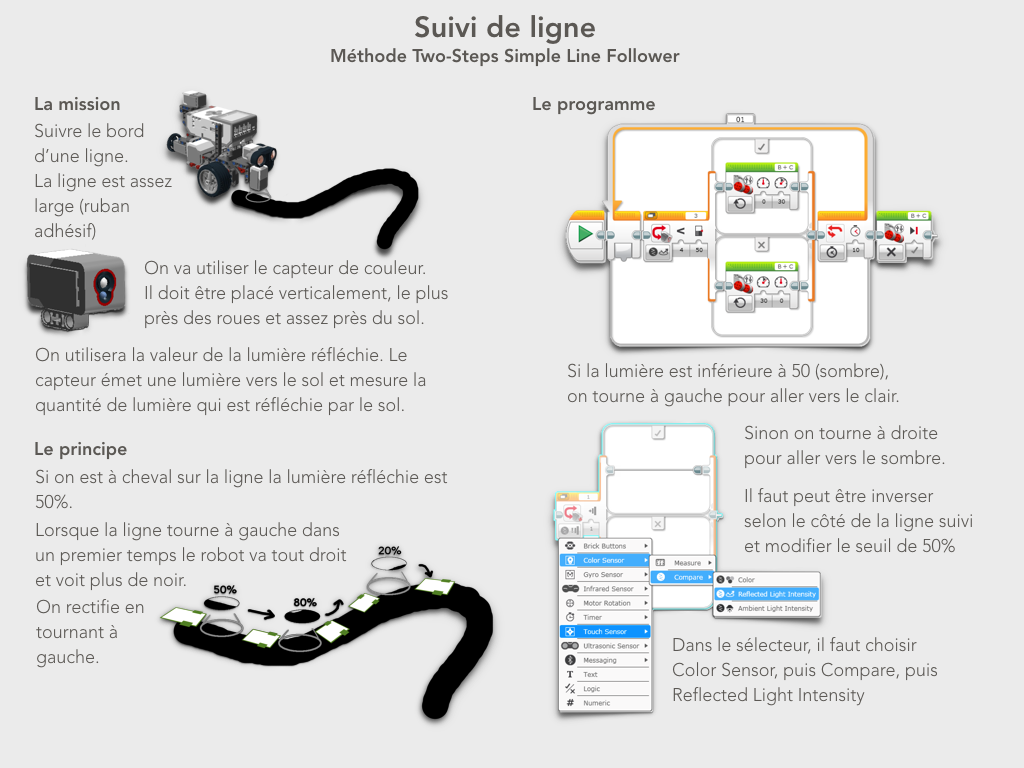 Suivi de ligne
Méthode Two-Steps Simple Line Follower
La mission
Suivre le bord
d’une ligne.
La ligne est assez
large (ruban
adhésif)
On va utiliser le capteur de couleur.
Il doit être placé verticalement, le plus
près des roues et assez près du sol.
On utilisera la valeur de la lumière réfléchie. Le
capteur émet une lumière vers le sol et mesure la
quantité de lumière qui est réfléchie par le sol.
Le principe
Si on est à cheval sur la ligne la lumière réfléchie est
50%.
Lorsque la ligne tourne à gauche dans
un premier temps le robot va tout droit
et voit plus de noir.
On rectifie en
tournant à
gauche.
50%
80%
20%
Le programme
01
B + C
0 30
3
<
4 50
B + C
30 0
10
B + C
Si la lumière est inférieure à 50 (sombre),
on tourne à gauche pour aller vers le clair.
Sinon on tourne à droite
pour aller vers le sombre.
Il faut peut être inverser
selon le côté de la ligne suivi
et modifier le seuil de 50%
1
1
Brick Buttons
Color Sensor
Gyro Sensor
Infrared Sensor
Motor Rotation
Timer
Touch Sensor
Ultrasonic Sensor
Messaging
T Text
Logic
# Numeric
Measure
Compare
Color
Reflected Light Intensity
Ambient Light Intensity
Dans le sélecteur, il faut choisir
Color Sensor, puis Compare, puis
Reflected Light Intensity